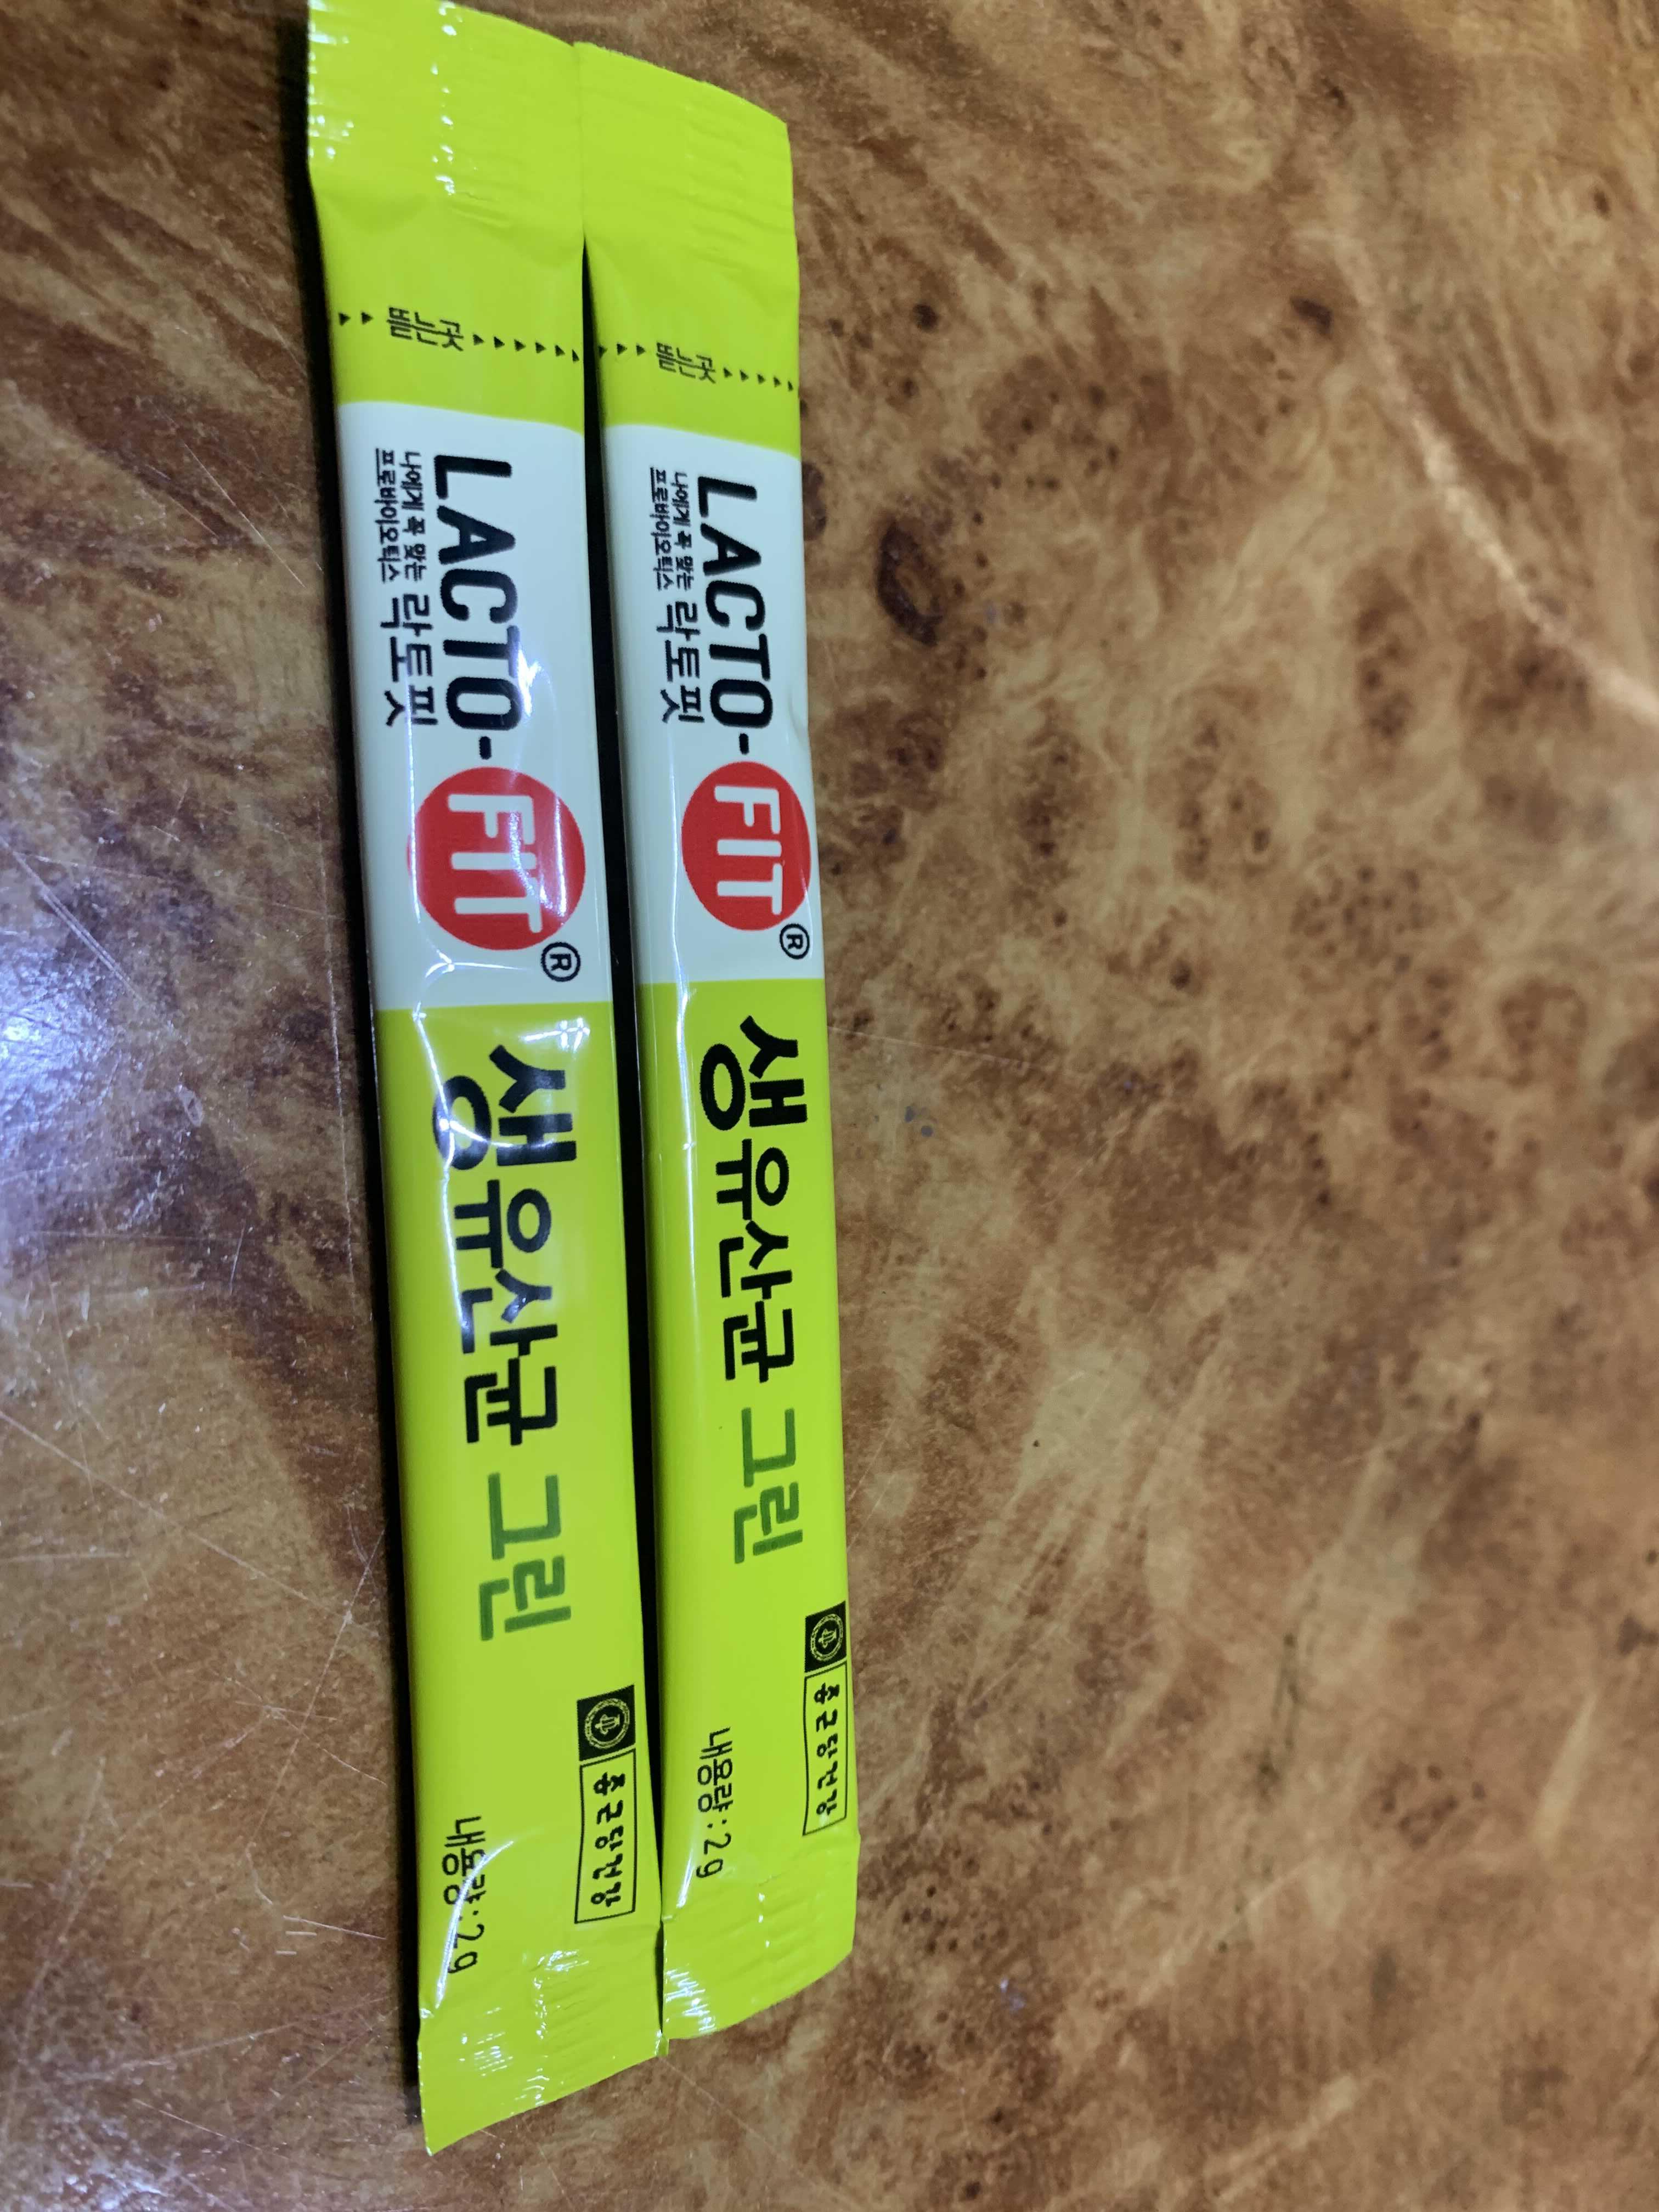 뜯는곳
LACTO-FIT®
나에게 꼭 맞는
프로바이오틱스 락토핏
생유산균 그린
종근당건강
내용량:2g
뜯는곳
LACTO-FIT®
나에게 꼭 맞는
프로바이오틱스 락토핏
생유산균 그린
종근당건강
내용량:2g